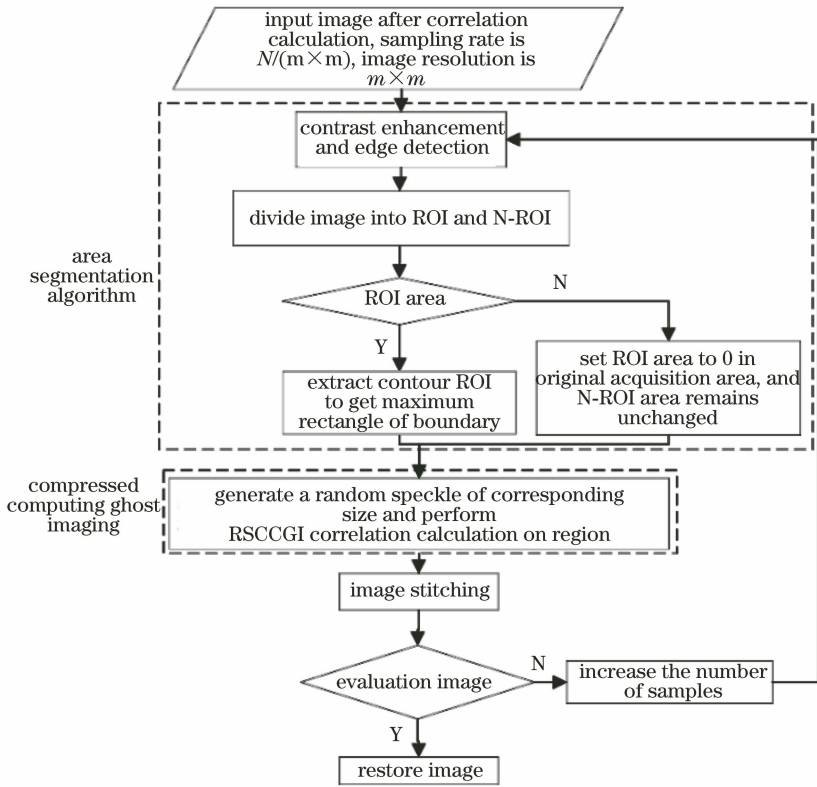 input image after correlation
calculation, sampling rate is
N/(m×m), image resolution is
m×m
contrast enhancement
and edge detection
divide image into ROI and N-ROI
area
segmentation
algorithm
ROI area
N
Y
extract contour ROI
to get maximum
rectangle of boundary
set ROI area to 0 in
original acquisition area, and
N-ROI area remains
unchanged
compressed
computing ghost
imaging
generate a random speckle of corresponding
size and perform
RSCCGI correlation calculation on region
image stitching
evaluation image
N
increase the number
of samples
Y
restore image